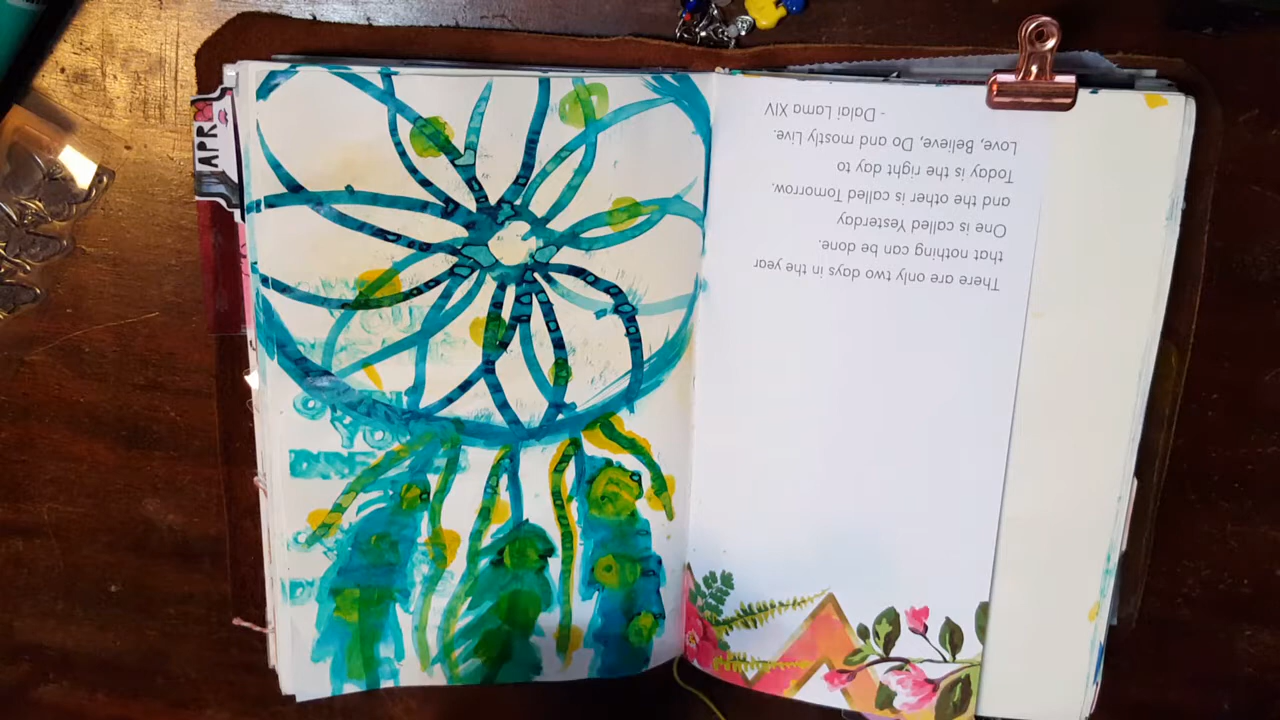 APR
There are only two days in the year
that nothing can be done.
One is called Yesterday
and the other is called Tomorrow.
Today is the right day to
Love, Believe, Do and mostly Live.
- Dalai Lama XIV